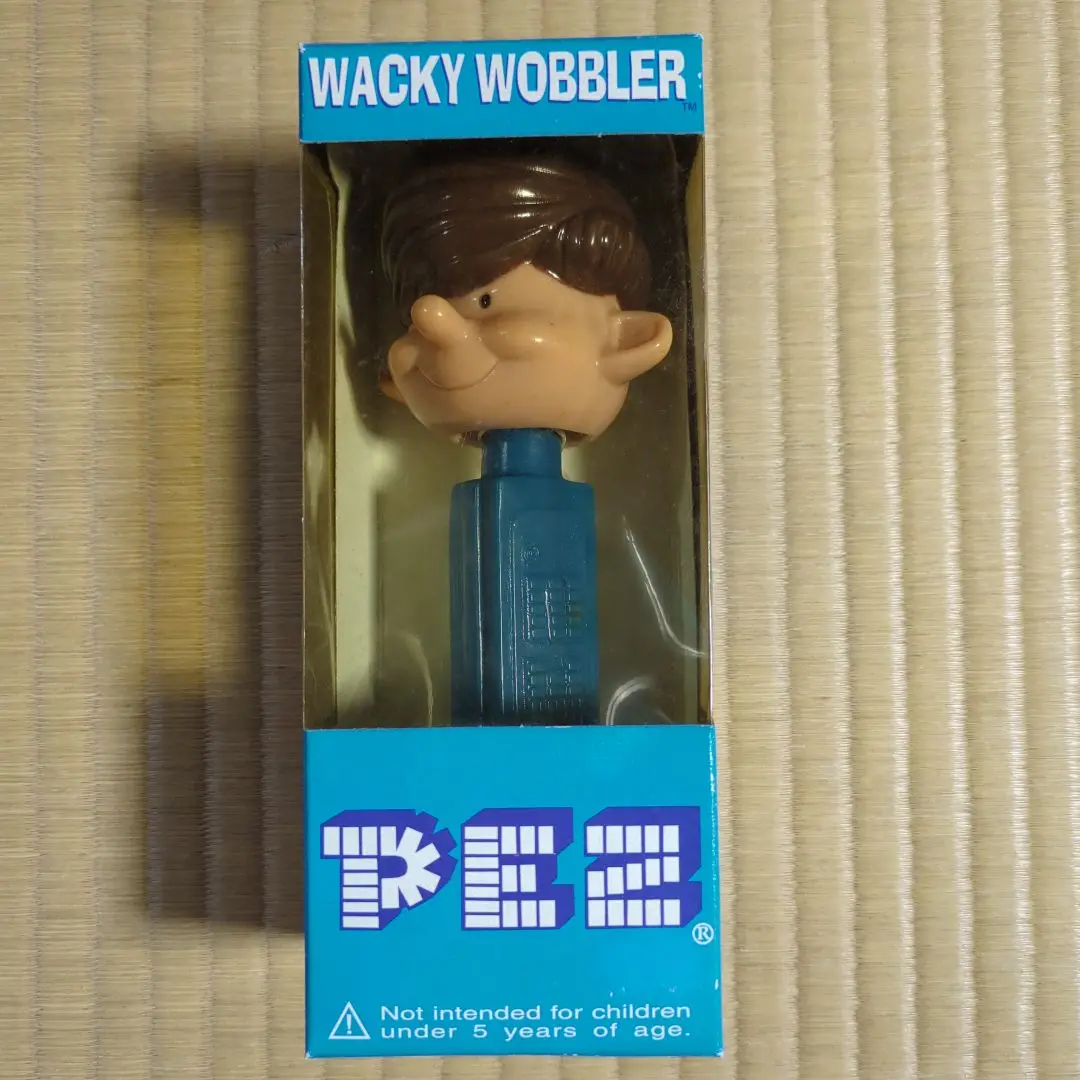 WACKY WOBBLER
TM
PEZ
®
Not intended for children
under 5 years of age.